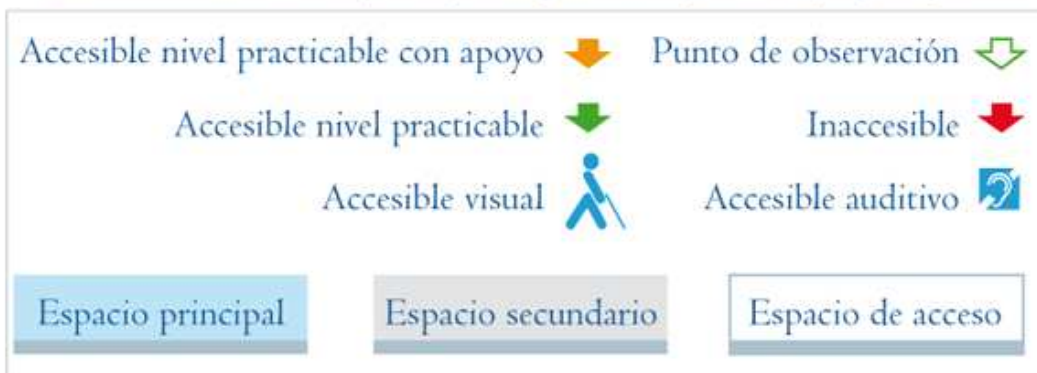 Accesible nivel practicable con apoyo
Punto de observación
Accesible nivel practicable
Inaccesible
Accesible visual
Accesible auditivo
Espacio principal
Espacio secundario
Espacio de acceso